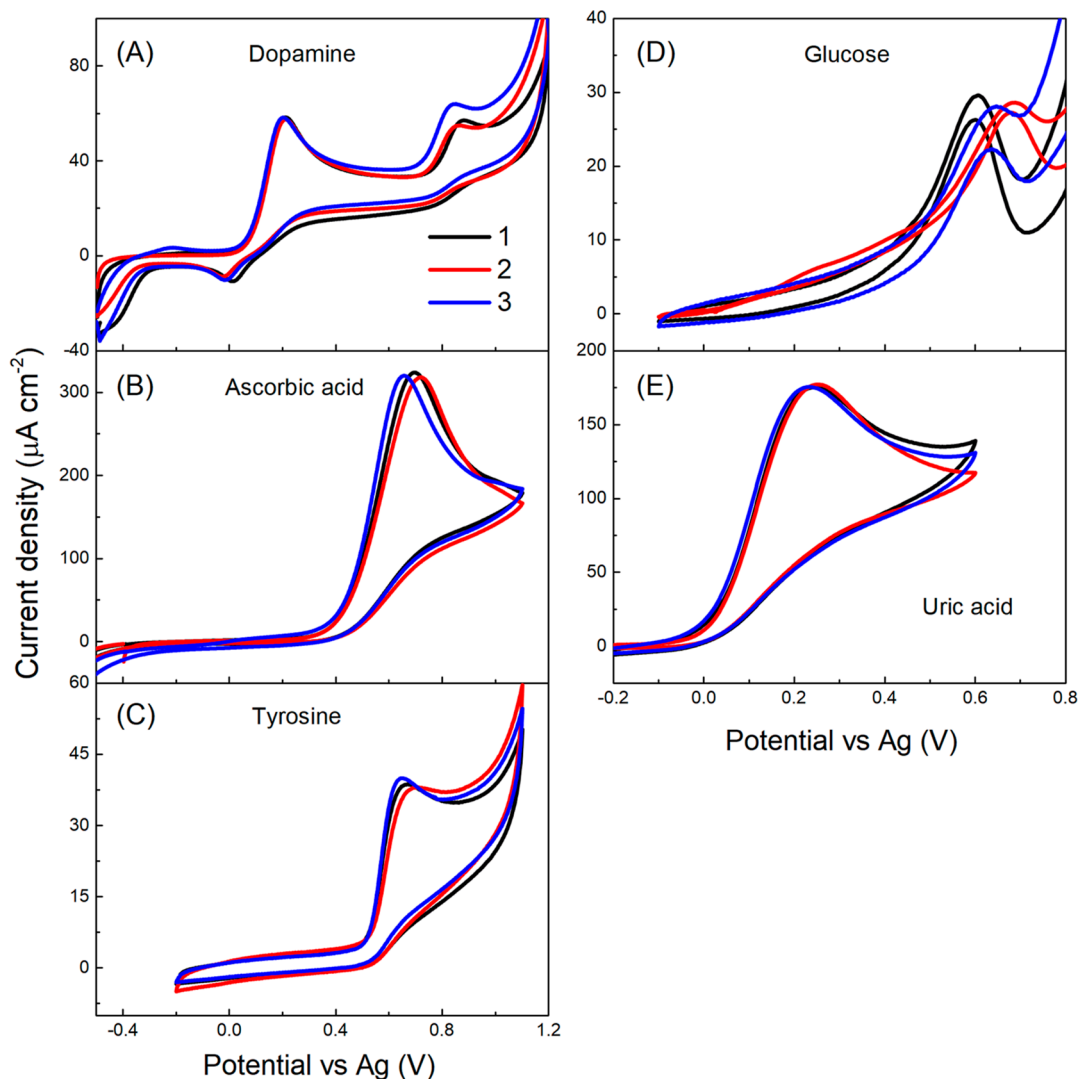 (A) Dopamine
80
40
0
-40
1
2
3
(B) Ascorbic acid
300
200
100
0
(C) Tyrosine
60
45
30
15
0
-0.4 0.0 0.4 0.8 1.2
Potential vs Ag (V)
Current density (μA cm-2)
(D) Glucose
40
30
20
10
0
(E)
200
150
100
50
0
Uric acid
-0.2 0.0 0.2 0.4 0.6 0.8
Potential vs Ag (V)